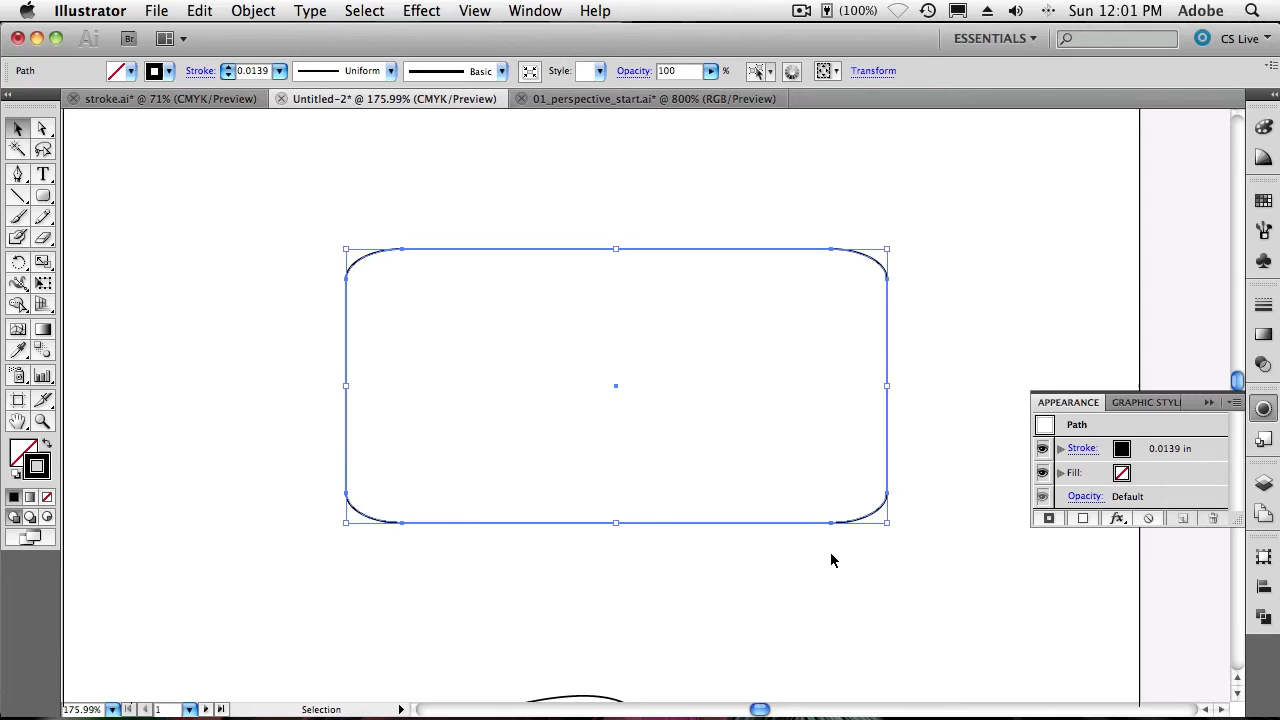 Illustrator File Edit Object Type Select Effect View Window Help (100%) Sun 12:01 PM Adobe
Ai Br ESSENTIALS CS Live
Path Stroke: 0.0139 Uniform Basic Style: Opacity: 100 % Transform
stroke.ai* @ 71% (CMYK/Preview) Untitled-2* @ 175.99% (CMYK/Preview) 01_perspective_start.ai* @ 800% (RGB/Preview)
T
APPEARANCE GRAPHIC STYL
Path
Stroke: 0.0139 in
Fill:
Opacity: Default
fx
175.99% 1 Selection